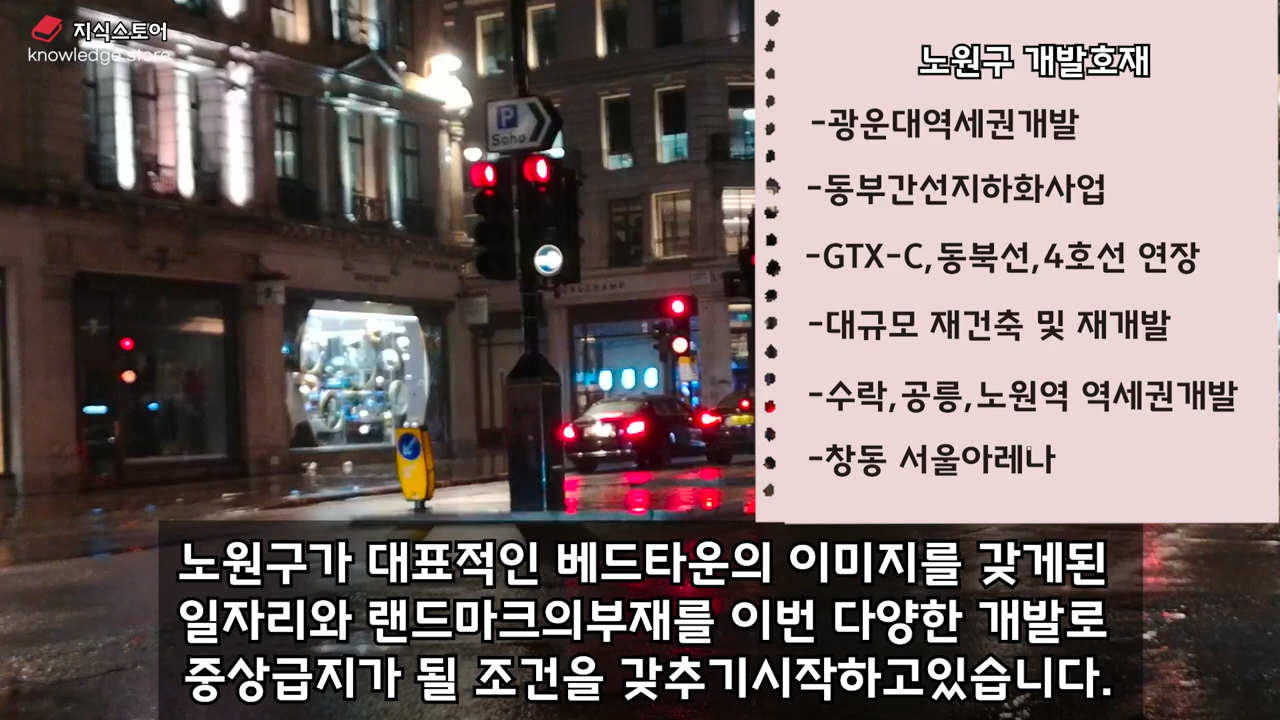 지식스토어
knowledge store
P
Soho
LONGCHAMP
노원구 개발호재
-광운대역세권개발
-동부간선지하화사업
-GTX-C,동북선,4호선 연장
-대규모 재건축 및 재개발
-수락,공릉,노원역 역세권개발
-창동 서울아레나
노원구가 대표적인 베드타운의 이미지를 갖게된
일자리와 랜드마크의부재를 이번 다양한 개발로
중상급지가 될 조건을 갖추기시작하고있습니다.